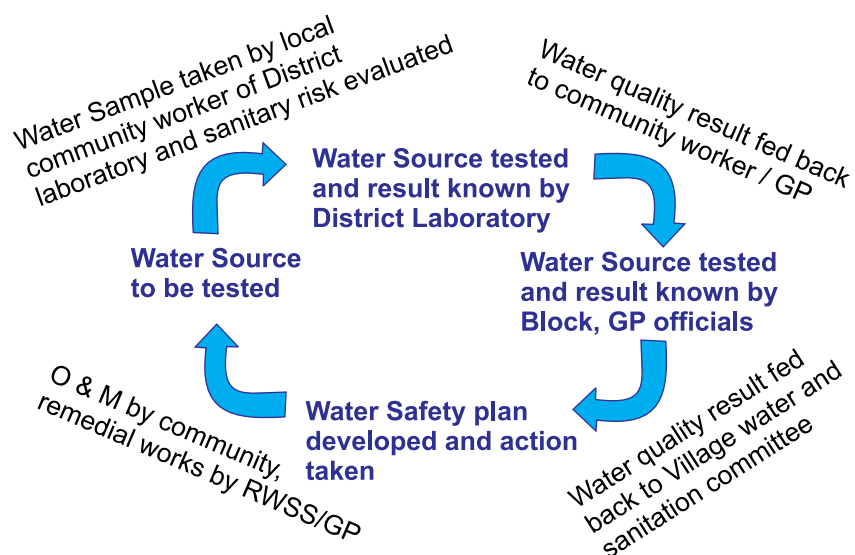 Water Sample taken by local
community worker of District
laboratory and sanitary risk evaluated
Water quality result fed back
to community worker / GP
Water Source tested
and result known by
District Laboratory
Water Source
to be tested
Water Source tested
and result known by
Block, GP officials
O & M by community,
remedial works by RWSS/GP
Water Safety plan
developed and action
taken
Water quality result fed
back to Village water and
sanitation committee